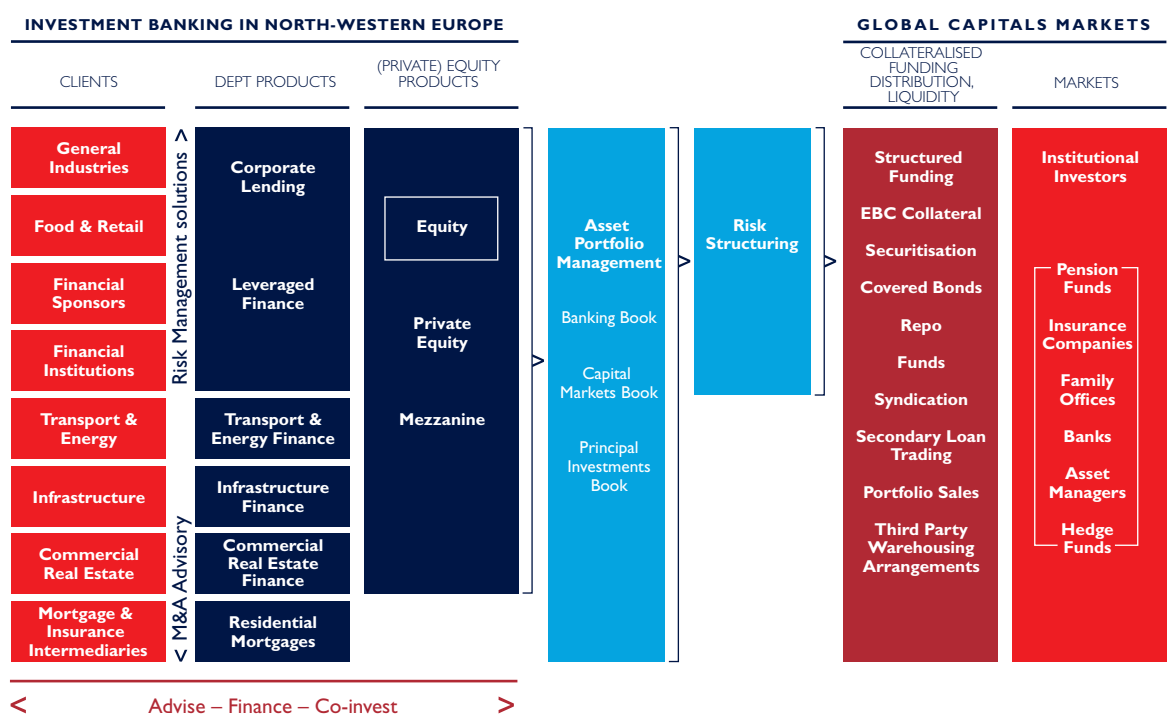 INVESTMENT BANKING IN NORTH-WESTERN EUROPE
GLOBAL CAPITALS MARKETS
CLIENTS
DEPT PRODUCTS
(PRIVATE) EQUITY
PRODUCTS
COLLATERALISED
FUNDING
DISTRIBUTION,
LIQUIDITY
MARKETS
General
Industries
Food & Retail
Financial
Sponsors
Financial
Institutions
Transport &
Energy
Infrastructure
Commercial
Real Estate
Mortgage &
Insurance
Intermediaries
Risk Management solutions >
< M&A Advisory
Corporate
Lending
Leveraged
Finance
Transport &
Energy Finance
Infrastructure
Finance
Commercial
Real Estate
Finance
Residential
Mortgages
Equity
Private
Equity
Mezzanine
>
Asset
Portfolio
Management
Banking Book
Capital
Markets Book
Principal
Investments
Book
>
Risk
Structuring
>
Structured
Funding
EBC Collateral
Securitisation
Covered Bonds
Repo
Funds
Syndication
Secondary Loan
Trading
Portfolio Sales
Third Party
Warehousing
Arrangements
Institutional
Investors
Pension
Funds
Insurance
Companies
Family
Offices
Banks
Asset
Managers
Hedge
Funds
< Advise – Finance – Co-invest >